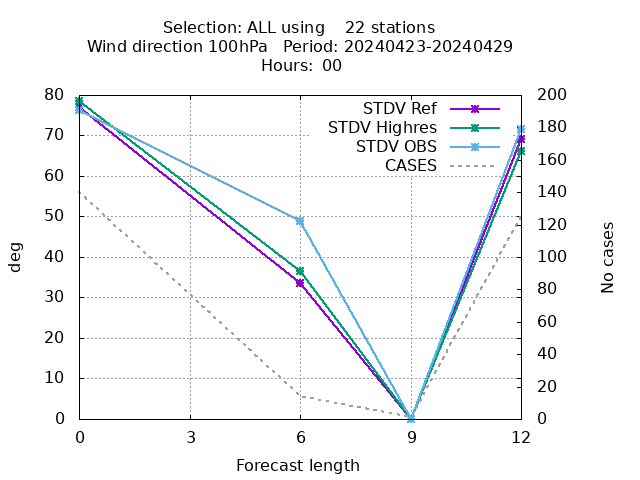 Selection: ALL using    22 stations
Wind direction 100hPa   Period: 20240423-20240429
Hours: 00
STDV Ref
STDV Highres
STDV OBS
CASES
80
70
60
50
40
30
20
10
0
deg
200
180
160
140
120
100
80
60
40
20
0
No cases
0 3 6 9 12
Forecast length